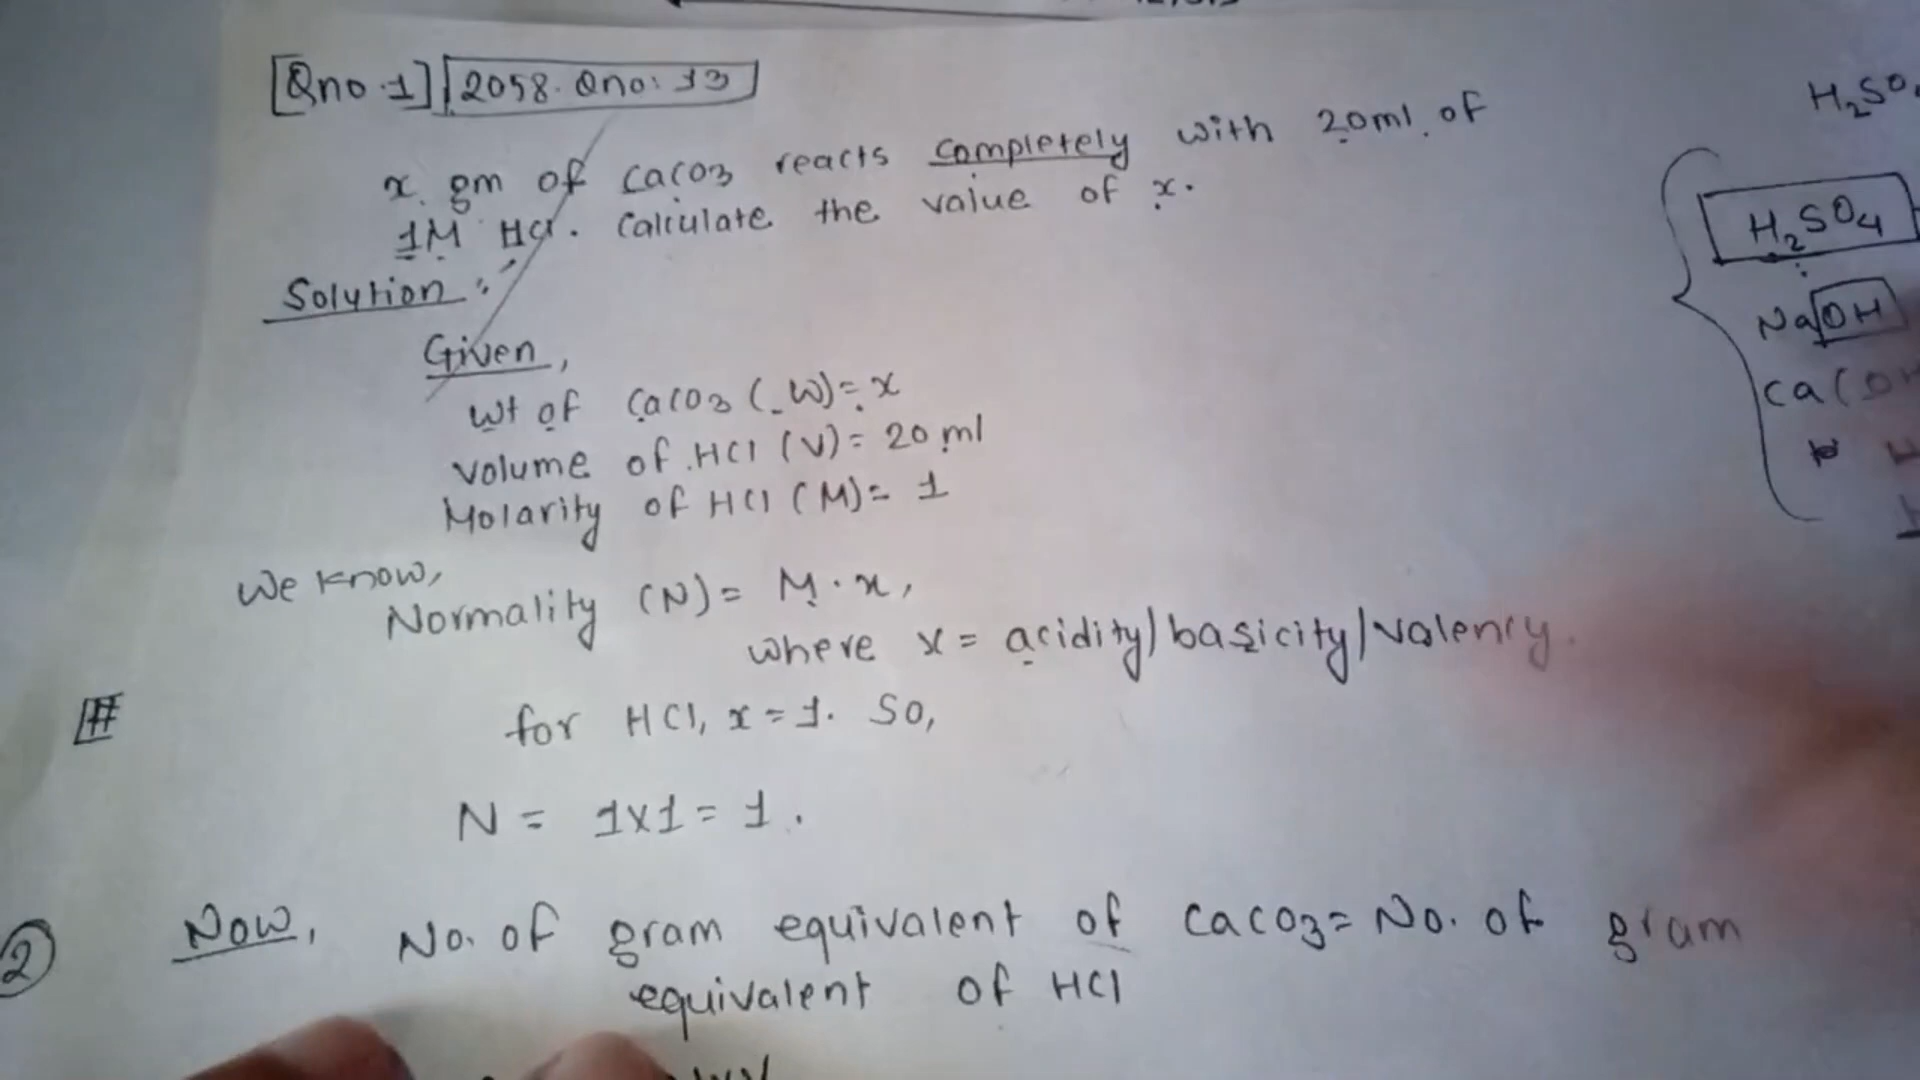 [Qno.1] 2058. Qno: 13
x gm of CaCO3 reacts completely with 20ml. of
1M HCl. Calculate the value of x.
Solution:
Given,
Wt of CaCO3 (W)= x
Volume of HCl (V)= 20 ml
Molarity of HCl (M)= 1
We know,
Normality (N)= M.x,
where x= acidity/basicity/valency.
#
for HCl, x=1. So,
N = 1x1=1.
2
Now, No. of gram equivalent of CaCO3= No. of gram
equivalent of HCl
H2SO4
NaOH